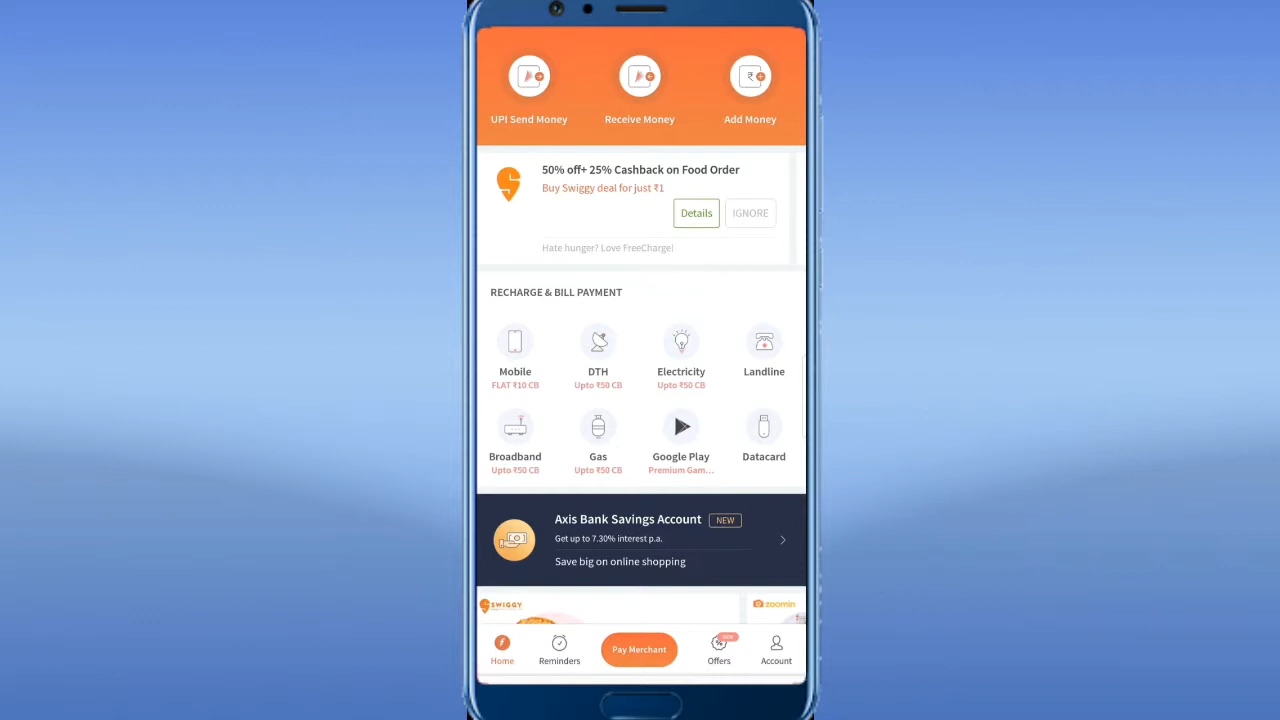 UPI Send Money
Receive Money
Add Money
50% off+ 25% Cashback on Food Order
Buy Swiggy deal for just ₹1
Details
IGNORE
Hate hunger? Love FreeCharge!
RECHARGE & BILL PAYMENT
Mobile
DTH
Electricity
Landline
FLAT ₹10 CB
Upto ₹50 CB
Upto ₹50 CB
Broadband
Gas
Google Play
Datacard
Upto ₹50 CB
Upto ₹50 CB
Premium Gam...
Axis Bank Savings Account
NEW
Get up to 7.30% interest p.a.
Save big on online shopping
SWIGGY
zoomin
NEW
Pay Merchant
Home
Reminders
Offers
Account